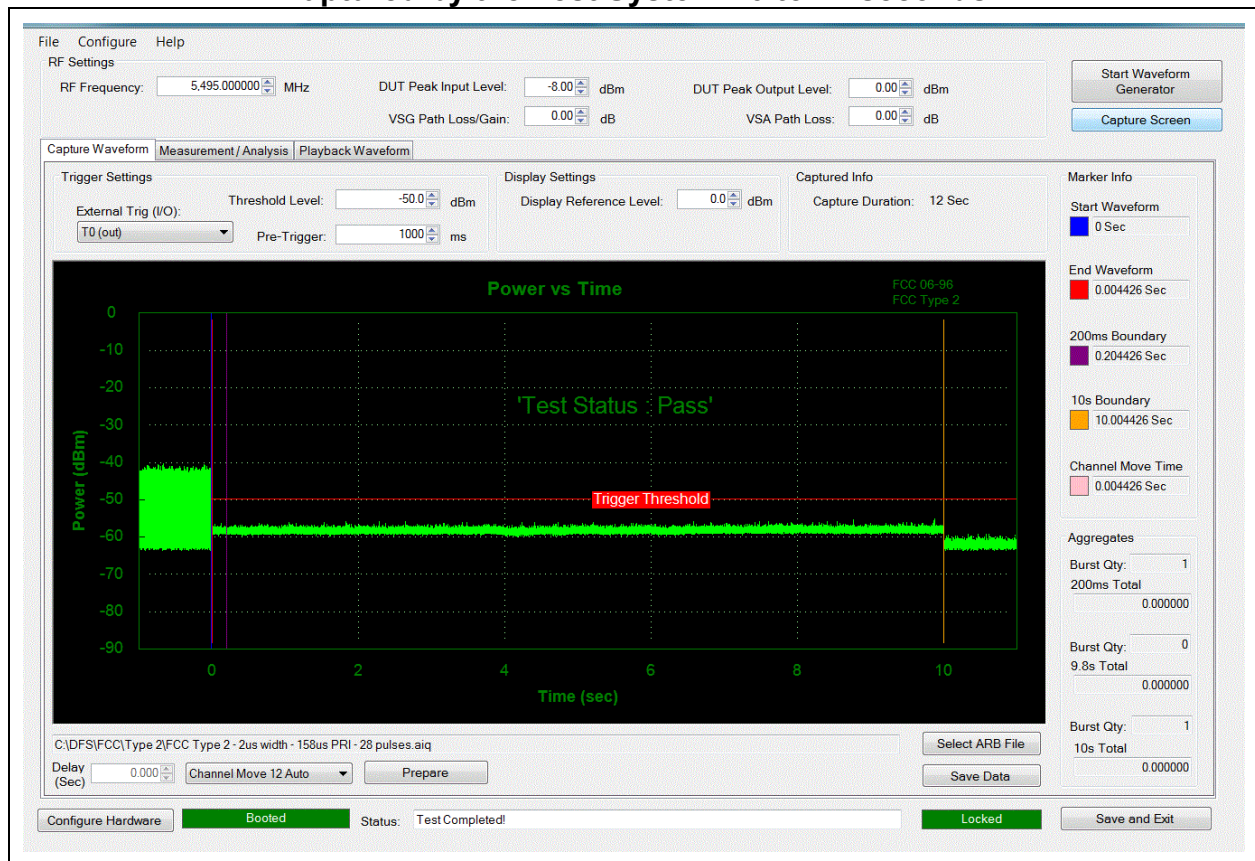 File Configure Help
RF Settings
RF Frequency: 5,495.000000 MHz DUT Peak Input Level: -8.00 dBm DUT Peak Output Level: 0.00 dBm
VSG Path Loss/Gain: 0.00 dB VSA Path Loss: 0.00 dB
Start Waveform
Generator
Capture Screen
Capture Waveform Measurement / Analysis Playback Waveform
Trigger Settings
Threshold Level: -50.0 dBm
External Trig (I/O):
T0 (out)
Pre-Trigger: 1000 ms
Display Settings
Display Reference Level: 0.0 dBm
Captured Info
Capture Duration: 12 Sec
Marker Info
Start Waveform
0 Sec
End Waveform
0.004426 Sec
200ms Boundary
0.204426 Sec
10s Boundary
10.004426 Sec
Channel Move Time
0.004426 Sec
Aggregates
Burst Qty: 1
200ms Total
0.000000
Burst Qty: 0
9.8s Total
0.000000
Burst Qty: 1
10s Total
0.000000
Power vs Time
FCC 06-96
FCC Type 2
'Test Status : Pass'
Trigger Threshold
Power (dBm)
0
-10
-20
-30
-40
-50
-60
-70
-80
-90
0 2 4 6 8 10
Time (sec)
C:\DFS\FCC\Type 2\FCC Type 2 - 2us width - 158us PRI - 28 pulses.aiq
Select ARB File
Delay
(Sec)
0.000 Channel Move 12 Auto Prepare
Save Data
Configure Hardware Booted Status: Test Completed! Locked Save and Exit